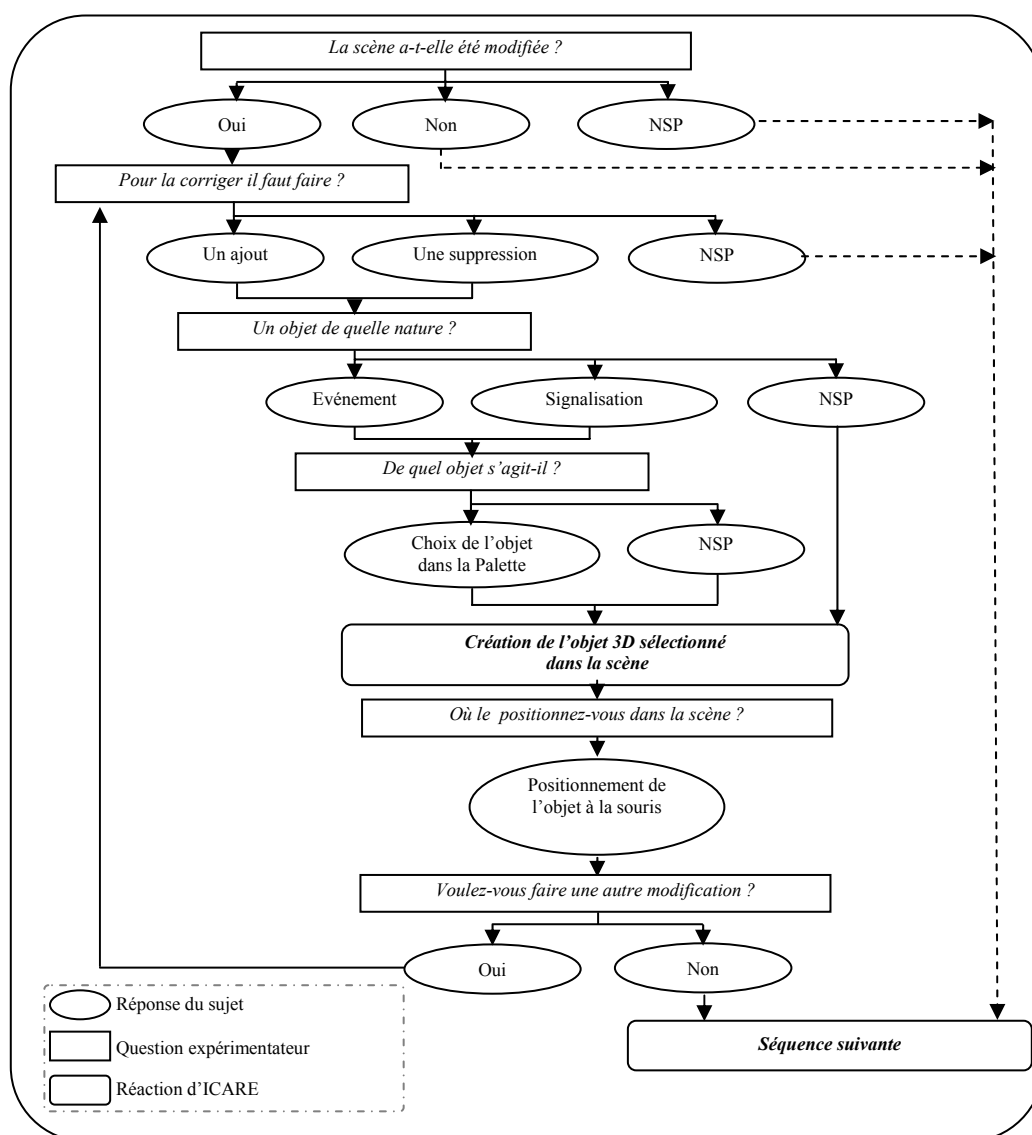 La scène a-t-elle été modifiée ?
Oui
Non
NSP
Pour la corriger il faut faire ?
Un ajout
Une suppression
NSP
Un objet de quelle nature ?
Evénement
Signalisation
NSP
De quel objet s’agit-il ?
Choix de l’objet
dans la Palette
NSP
Création de l’objet 3D sélectionné
dans la scène
Où le positionnez-vous dans la scène ?
Positionnement de
l’objet à la souris
Voulez-vous faire une autre modification ?
Oui
Non
Réponse du sujet
Question expérimentateur
Réaction d’ICARE
Séquence suivante